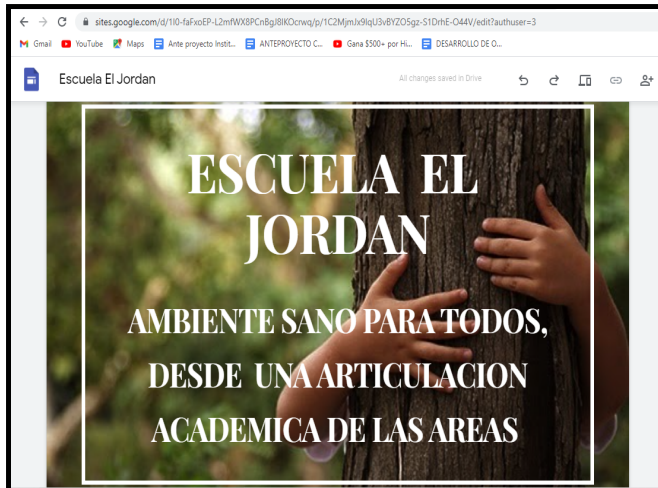 sites.google.com/d/1I0-faFxoEP-L2mfWX8PCnBgJ8lKOcrwq/p/1C2MjmJx9lqU3vBYZO5gz-S1DrhE-O44V/edit?authuser=3
Gmail YouTube Maps Ante proyecto Instit... ANTEPROYECTO C... Gana $500+ por Hi... DESARROLLO DE O...
Escuela El Jordan All changes saved in Drive
ESCUELA EL
JORDAN
AMBIENTE SANO PARA TODOS,
DESDE UNA ARTICULACION
ACADEMICA DE LAS AREAS